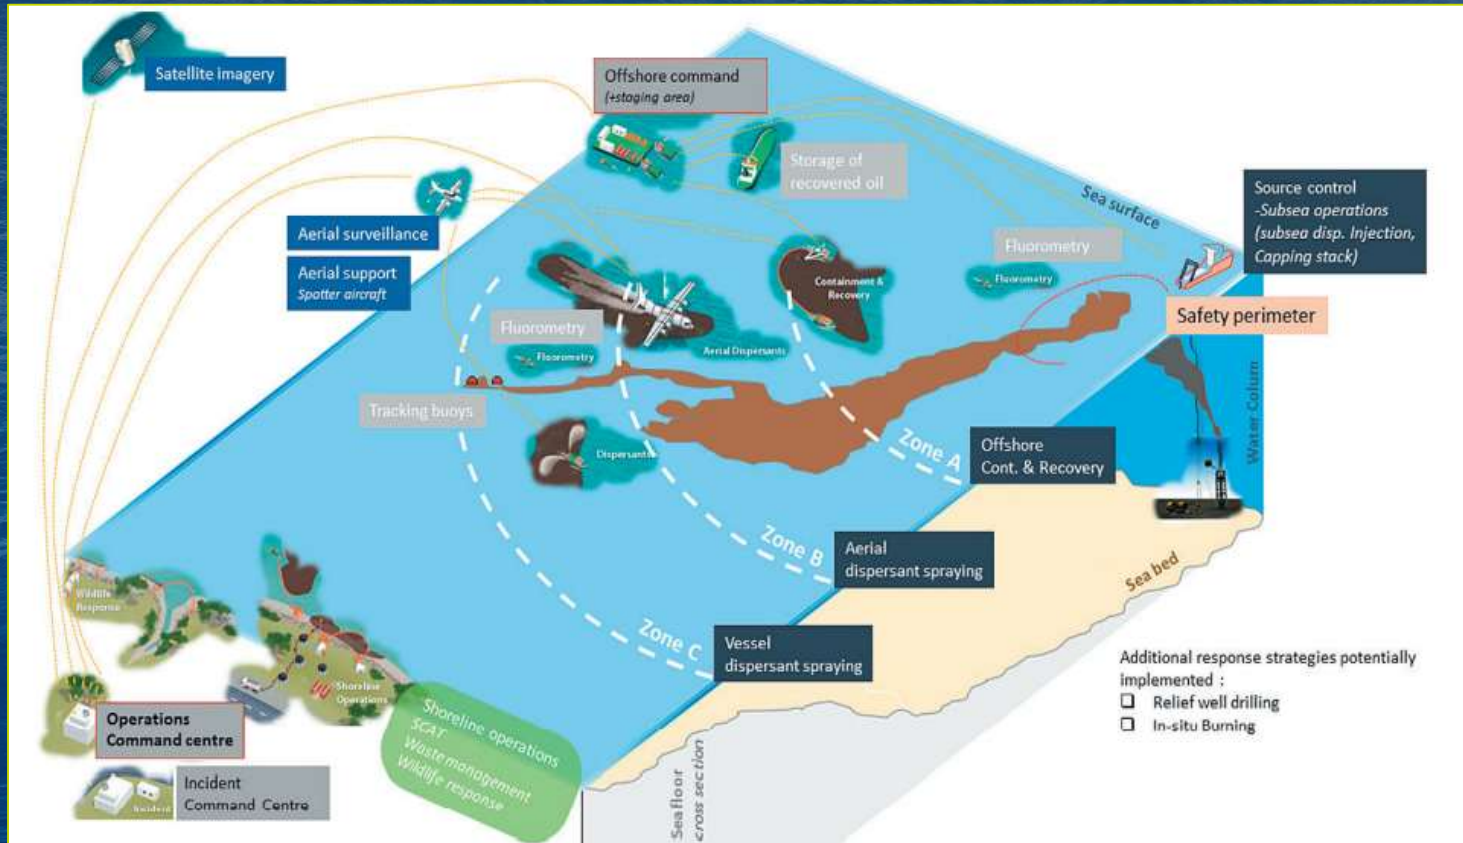 Satellite imagery
Offshore command
(+staging area)
Storage of
recovered oil
Sea surface
Source control
-Subsea operations
(subsea disp. Injection,
Capping stack)
Aerial surveillance
Aerial support
Spotter aircraft
Fluorometry
Fluorometry
Containment &
Recovery
Safety perimeter
Fluorometry
Fluorometry
Aerial Dispersants
Tracking buoys
Dispersants
Zone A
Offshore
Cont. & Recovery
Water Colum
Zone B
Aerial
dispersant spraying
Sea bed
Wildlife
Response
Zone C
Vessel
dispersant spraying
Shoreline
Operations
Additional response strategies potentially
implemented :
❑ Relief well drilling
❑ In-situ Burning
Operations
Command centre
Shoreline operations
SCAT
Waste management
Wildlife response
Incident
Command Centre
Incident
Sea floor
cross section